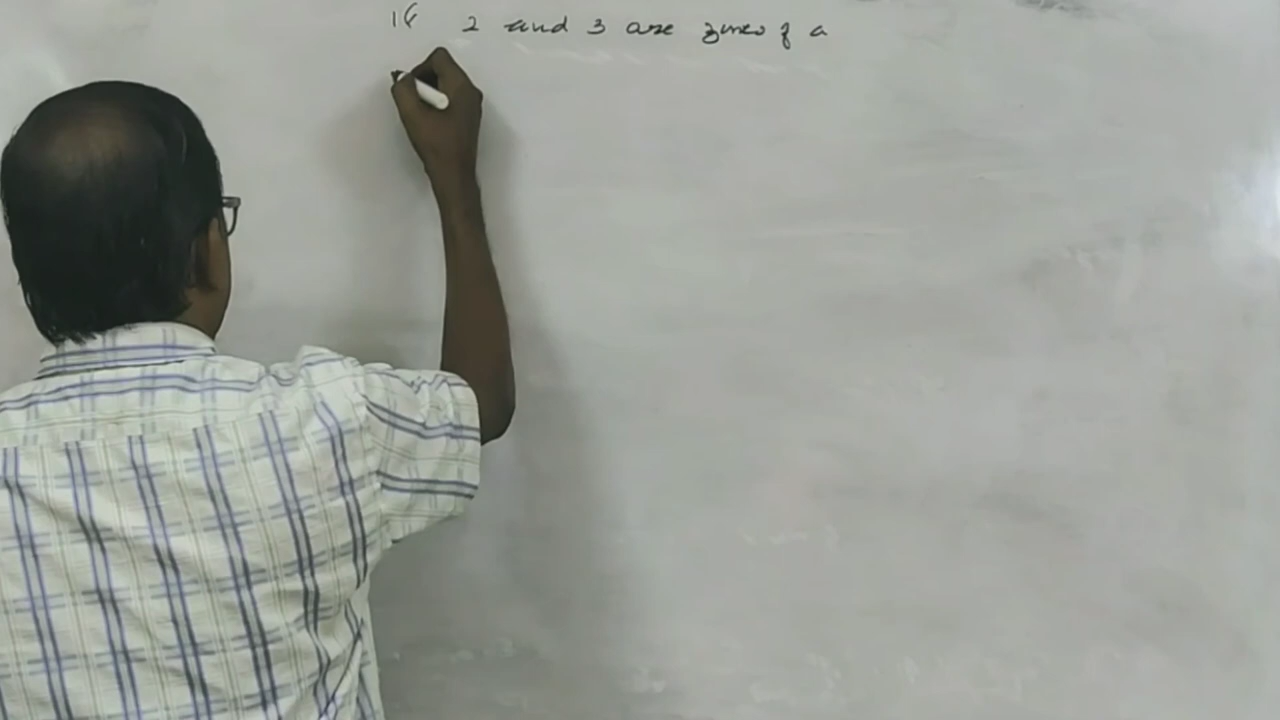 If 2 and 3 are zeros of a